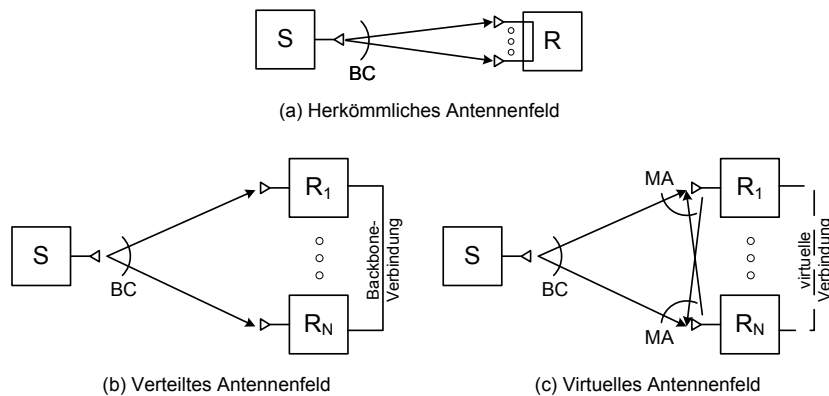 S
BC
R
(a) Herkömmliches Antennenfeld
S
BC
R1
RN
Backbone-
Verbindung
(b) Verteiltes Antennenfeld
S
BC
MA
MA
R1
RN
virtuelle
Verbindung
(c) Virtuelles Antennenfeld